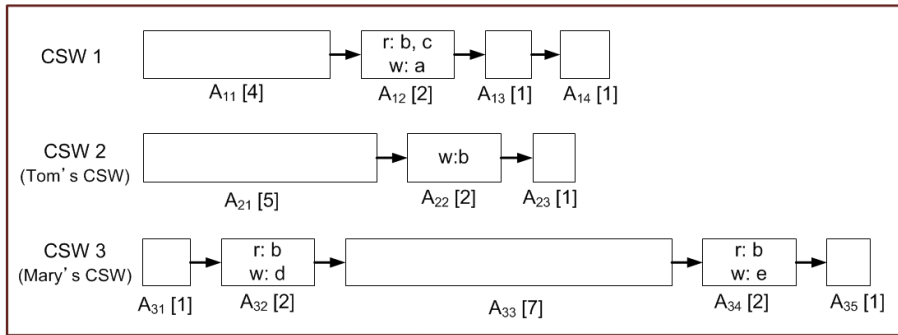 CSW 1
r: b, c
w: a
A11 [4]
A12 [2]
A13 [1]
A14 [1]
CSW 2
(Tom's CSW)
w:b
A21 [5]
A22 [2]
A23 [1]
CSW 3
(Mary's CSW)
r: b
w: d
r: b
w: e
A31 [1]
A32 [2]
A33 [7]
A34 [2]
A35 [1]